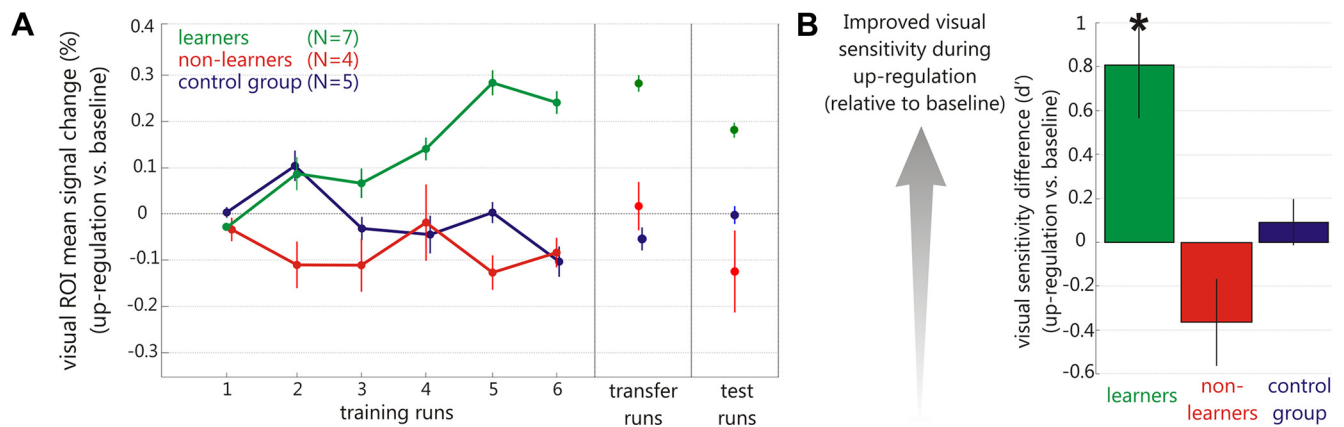 A
visual ROI mean signal change (%)
(up-regulation vs. baseline)
0.4
0.3
0.2
0.1
0
-0.1
-0.2
-0.3
learners (N=7)
non-learners (N=4)
control group (N=5)
1 2 3 4 5 6
training runs
transfer
runs
test
runs
B
Improved visual
sensitivity during
up-regulation
(relative to baseline)
visual sensitivity difference (d′)
(up-regulation vs. baseline)
1
0.8
0.6
0.4
0.2
0
-0.2
-0.4
-0.6
*
learners
non-
learners
control
group